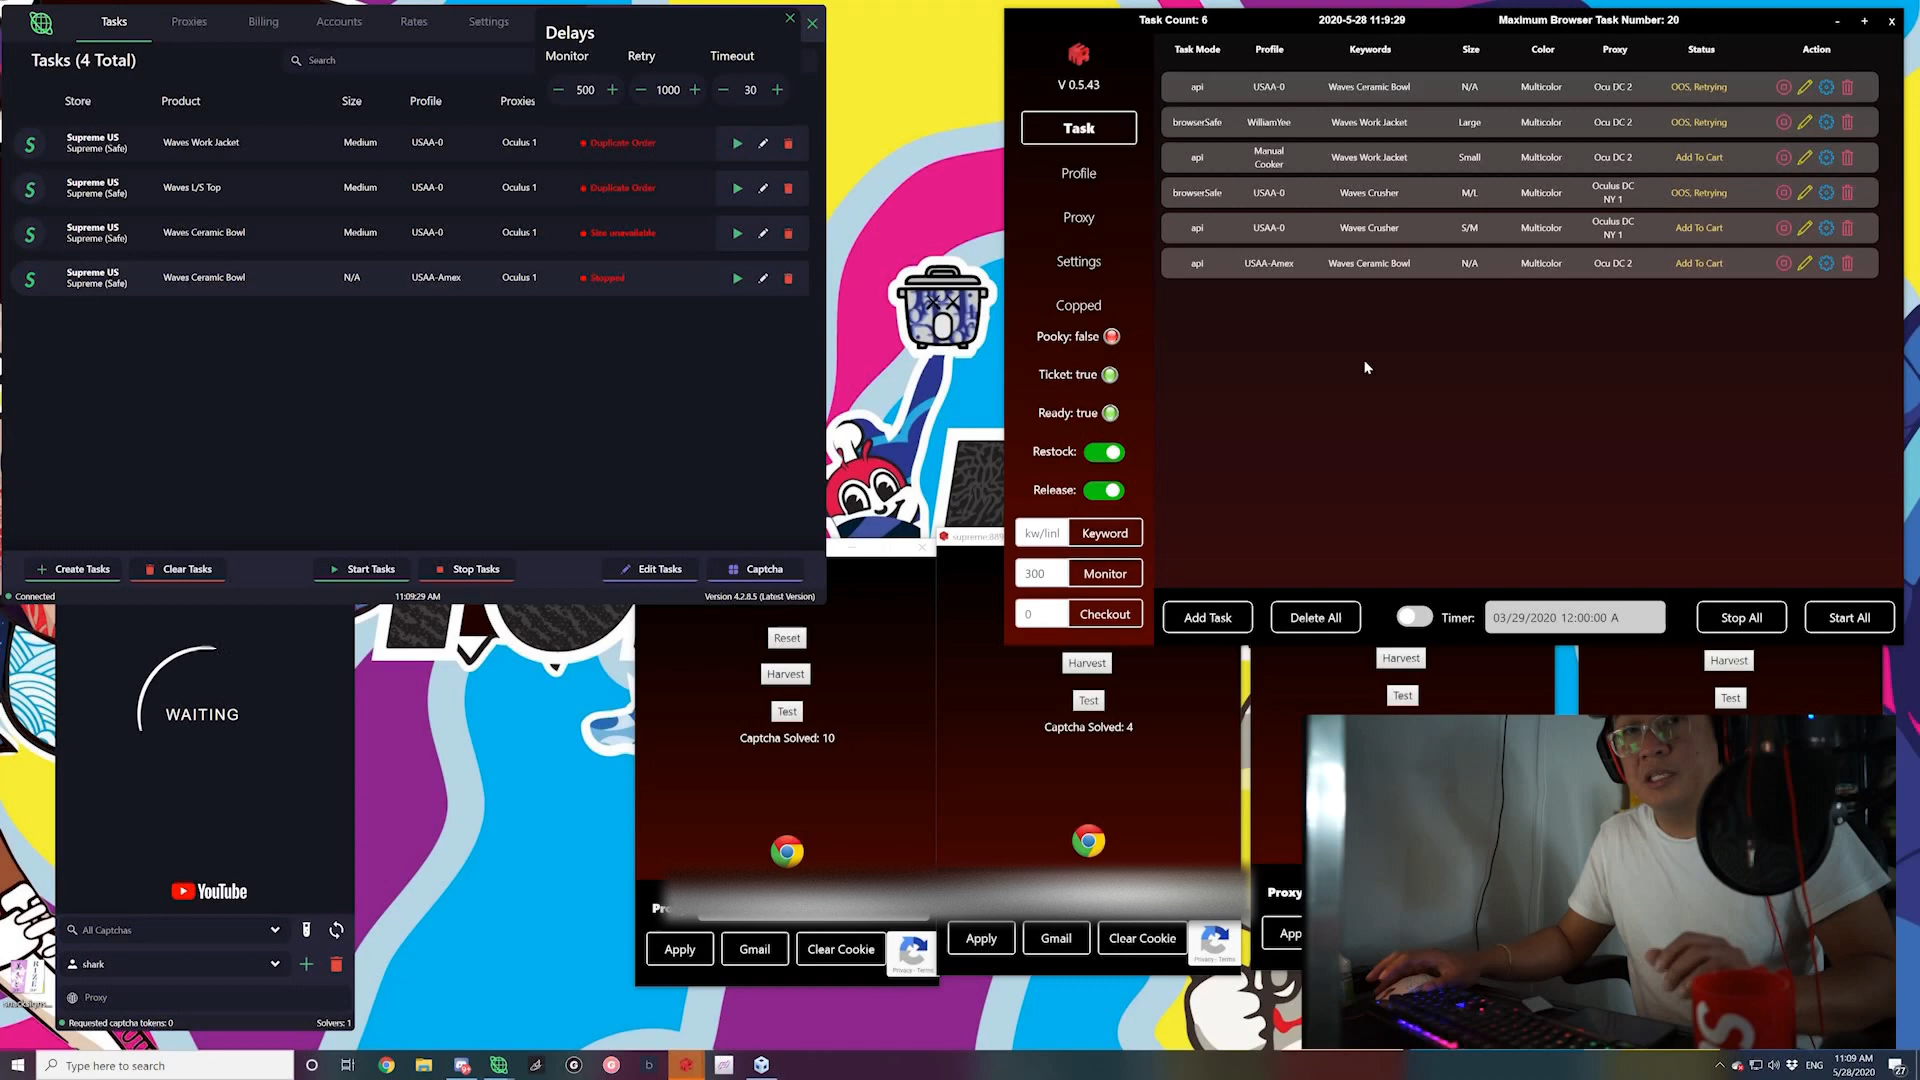 Tasks
Proxies
Billing
Accounts
Rates
Settings
Delays
Tasks (4 Total)
Search
Monitor
Retry
Timeout
500
1000
30
Store
Product
Size
Profile
Proxies
Supreme US
Supreme (Safe)
Waves Work Jacket
Medium
USAA-0
Oculus 1
Duplicate Order
Supreme US
Supreme (Safe)
Waves L/S Top
Medium
USAA-0
Oculus 1
Duplicate Order
Supreme US
Supreme (Safe)
Waves Ceramic Bowl
Medium
USAA-0
Oculus 1
Size unavailable
Supreme US
Supreme (Safe)
Waves Ceramic Bowl
N/A
USAA-Amex
Oculus 1
Stopped
Create Tasks
Clear Tasks
Start Tasks
Stop Tasks
Edit Tasks
Captcha
Connected
11:09:29 AM
Version 4.2.8.5 (Latest Version)
Task Count: 6
2020-5-28 11:9:29
Maximum Browser Task Number: 20
V 0.5.43
Task
Profile
Proxy
Settings
Copped
Pooky: false
Ticket: true
Ready: true
Restock:
Release:
kw/linl
Keyword
300
Monitor
0
Checkout
Task Mode
Profile
Keywords
Size
Color
Proxy
Status
Action
api
USAA-0
Waves Ceramic Bowl
N/A
Multicolor
Ocu DC 2
OOS, Retrying
browserSafe
WilliamYee
Waves Work Jacket
Large
Multicolor
Ocu DC 2
OOS, Retrying
api
Manual
Cooker
Waves Work Jacket
Small
Multicolor
Ocu DC 2
Add To Cart
browserSafe
USAA-0
Waves Crusher
M/L
Multicolor
Oculus DC
NY 1
OOS, Retrying
api
USAA-0
Waves Crusher
S/M
Multicolor
Oculus DC
NY 1
Add To Cart
api
USAA-Amex
Waves Ceramic Bowl
N/A
Multicolor
Ocu DC 2
Add To Cart
Add Task
Delete All
Timer:
03/29/2020 12:00:00 A
Stop All
Start All
WAITING
YouTube
All Captchas
shark
Proxy
Requested captcha tokens: 0
Solvers: 1
Reset
Harvest
Test
Captcha Solved: 10
Apply
Gmail
Clear Cookie
Privacy - Terms
supreme:889
Harvest
Test
Captcha Solved: 4
Apply
Gmail
Clear Cookie
Privacy - Terms
Harvest
Test
Proxy
App
Harvest
Test
Type here to search
ENG
11:09 AM
5/28/2020
27